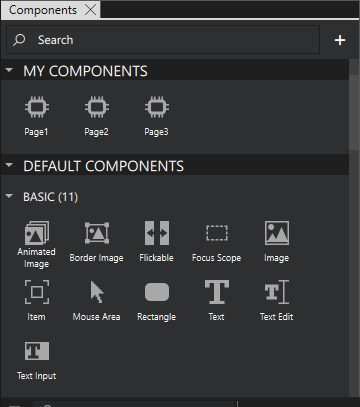 Components
Search
MY COMPONENTS
Page1 Page2 Page3
DEFAULT COMPONENTS
BASIC (11)
Animated Image Border Image Flickable Focus Scope Image
Item Mouse Area Rectangle Text Text Edit
Text Input